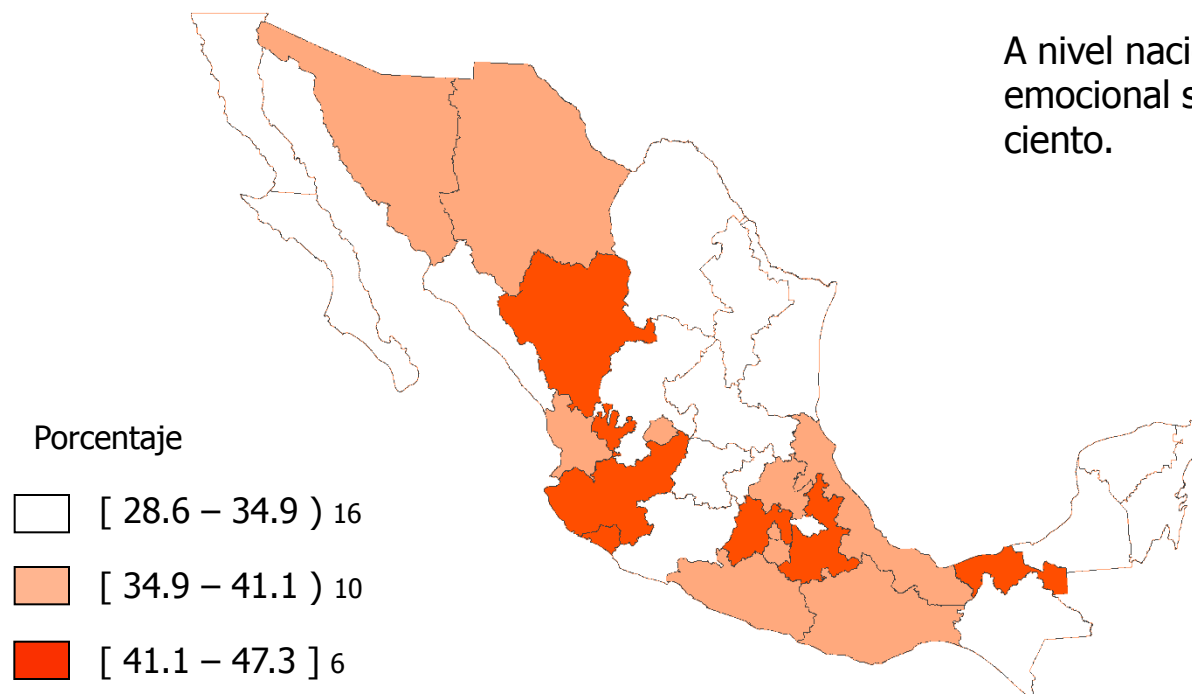 A nivel naci
emocional s
ciento.
Porcentaje
[ 28.6 – 34.9 ) 16
[ 34.9 – 41.1 ) 10
[ 41.1 – 47.3 ] 6